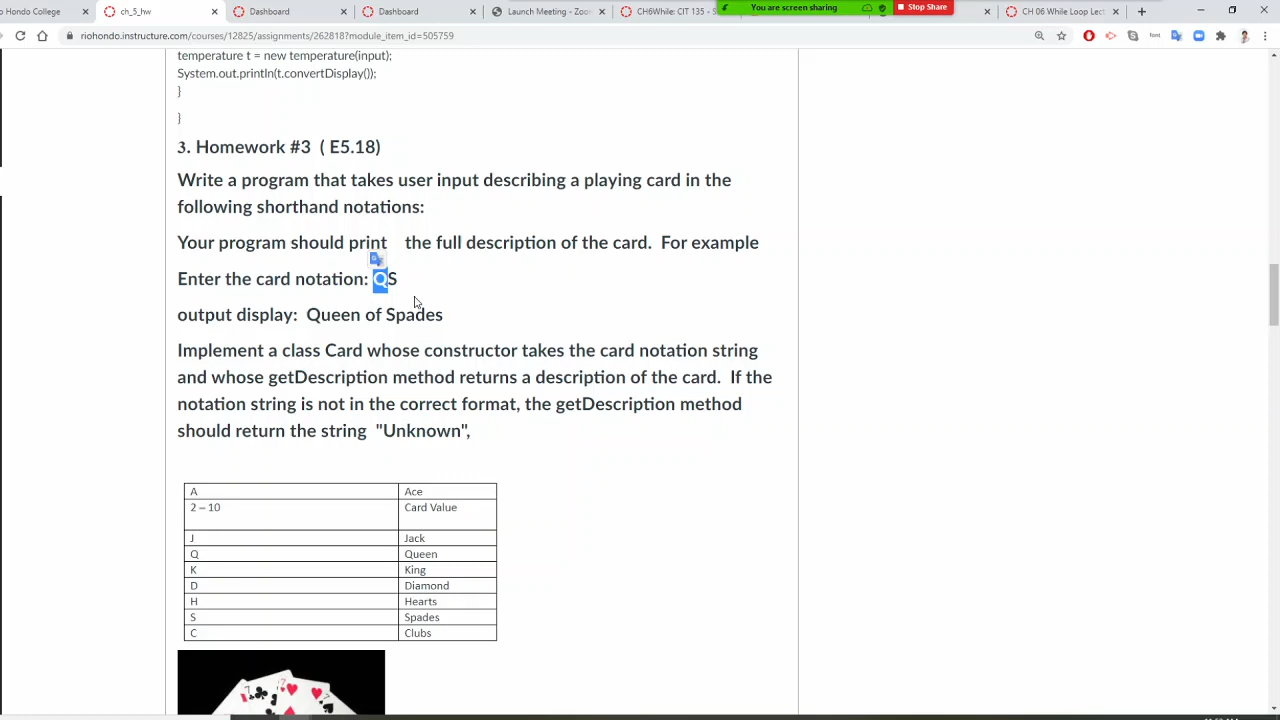 o Hondo College
ch_5_hw
Dashboard
Dashboard
Launch Meeting - Zoo
CH6While: CIT 135 - S
You are screen sharing
Stop Share
CH 06 While Loop Lect
riohondo.instructure.com/courses/12825/assignments/262818?module_item_id=505759
temperature t = new temperature(input);
System.out.println(t.convertDisplay());
}
}
3. Homework #3 ( E5.18)
Write a program that takes user input describing a playing card in the
following shorthand notations:
Your program should print the full description of the card. For example
Enter the card notation: QS
output display: Queen of Spades
Implement a class Card whose constructor takes the card notation string
and whose getDescription method returns a description of the card. If the
notation string is not in the correct format, the getDescription method
should return the string "Unknown",
A Ace
2 – 10 Card Value
J Jack
Q Queen
K King
D Diamond
H Hearts
S Spades
C Clubs